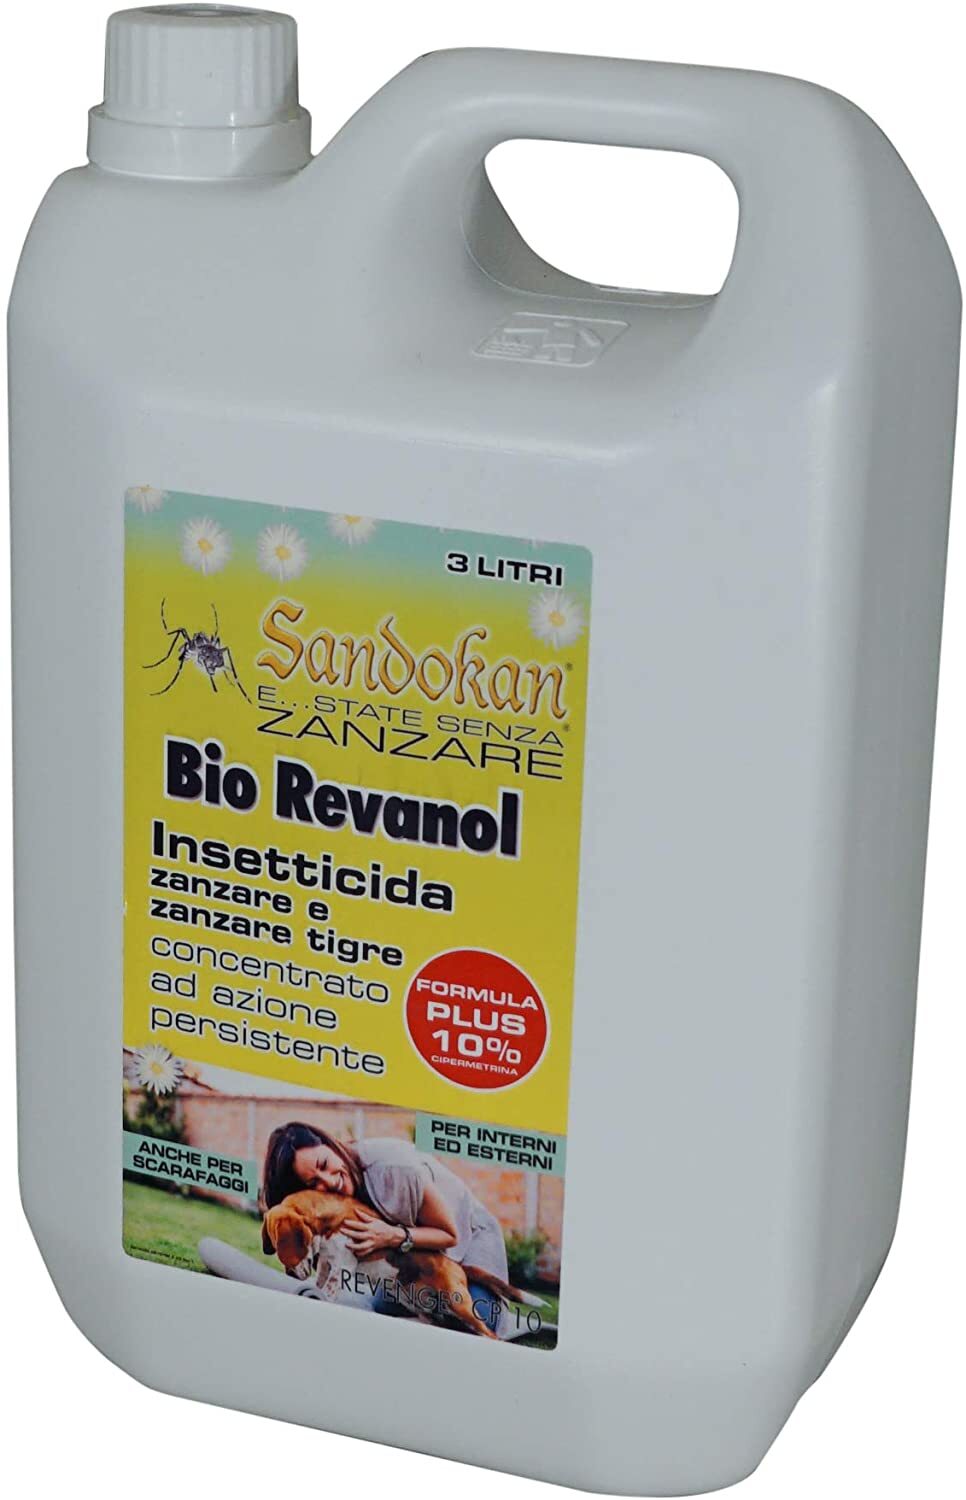 3 LITRI
Sandokan®
E...STATE SENZA
ZANZARE®
Bio Revanol
Insetticida
zanzare e
zanzare tigre
concentrato
ad azione
persistente
FORMULA
PLUS
10%
CIPERMETRINA
PER INTERNI
ED ESTERNI
ANCHE PER
SCARAFAGGI
REVENGE® CP 10